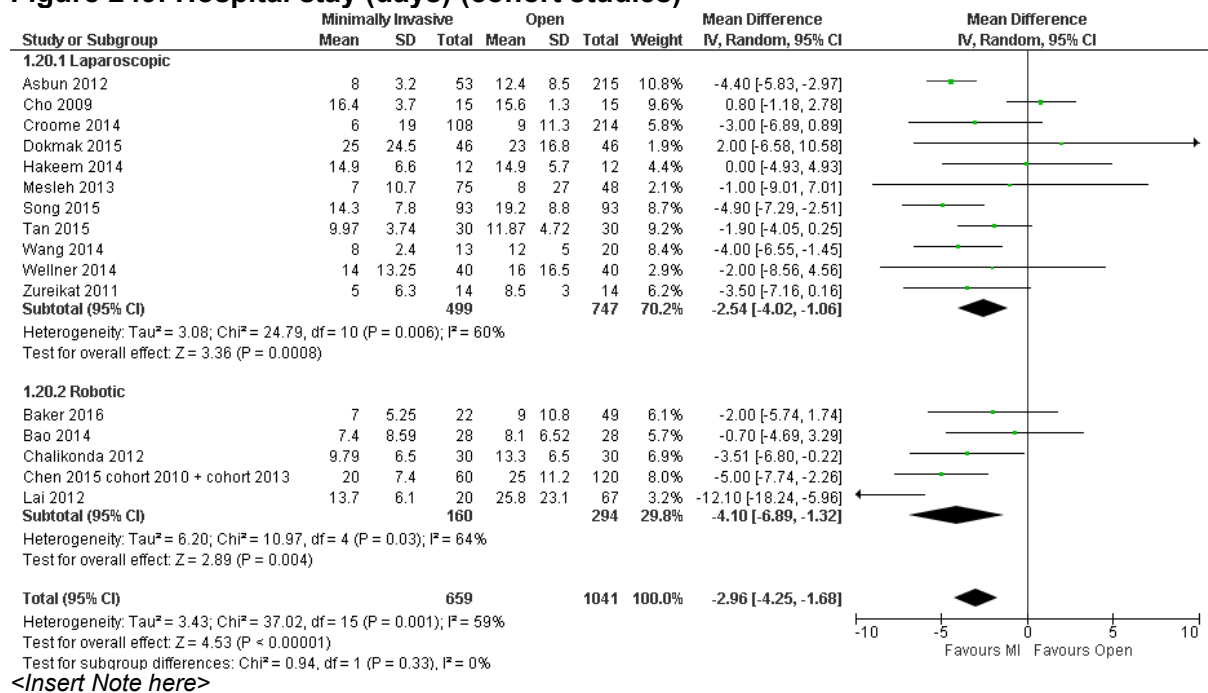 Figure 249: Hospital stay (days) (cohort studies)
Minimally Invasive Open Mean Difference Mean Difference
Study or Subgroup Mean SD Total Mean SD Total Weight IV, Random, 95% CI IV, Random, 95% CI
1.20.1 Laparoscopic
Asbun 2012 8 3.2 53 12.4 8.5 215 10.8% -4.40 [-5.83, -2.97]
Cho 2009 16.4 3.7 15 15.6 1.3 15 9.6% 0.80 [-1.18, 2.78]
Croome 2014 6 19 108 9 11.3 214 5.8% -3.00 [-6.89, 0.89]
Dokmak 2015 25 24.5 46 23 16.8 46 1.9% 2.00 [-6.58, 10.58]
Hakeem 2014 14.9 6.6 12 14.9 5.7 12 4.4% 0.00 [-4.93, 4.93]
Mesleh 2013 7 10.7 75 8 27 48 2.1% -1.00 [-9.01, 7.01]
Song 2015 14.3 7.8 93 19.2 8.8 93 8.7% -4.90 [-7.29, -2.51]
Tan 2015 9.97 3.74 30 11.87 4.72 30 9.2% -1.90 [-4.05, 0.25]
Wang 2014 8 2.4 13 12 5 20 8.4% -4.00 [-6.55, -1.45]
Wellner 2014 14 13.25 40 16 16.5 40 2.9% -2.00 [-8.56, 4.56]
Zureikat 2011 5 6.3 14 8.5 3 14 6.2% -3.50 [-7.16, 0.16]
Subtotal (95% CI) 499 747 70.2% -2.54 [-4.02, -1.06]
Heterogeneity: Tau² = 3.08; Chi² = 24.79, df = 10 (P = 0.006); I² = 60%
Test for overall effect: Z = 3.36 (P = 0.0008)
1.20.2 Robotic
Baker 2016 7 5.25 22 9 10.8 49 6.1% -2.00 [-5.74, 1.74]
Bao 2014 7.4 8.59 28 8.1 6.52 28 5.7% -0.70 [-4.69, 3.29]
Chalikonda 2012 9.79 6.5 30 13.3 6.5 30 6.9% -3.51 [-6.80, -0.22]
Chen 2015 cohort 2010 + cohort 2013 20 7.4 60 25 11.2 120 8.0% -5.00 [-7.74, -2.26]
Lai 2012 13.7 6.1 20 25.8 23.1 67 3.2% -12.10 [-18.24, -5.96]
Subtotal (95% CI) 160 294 29.8% -4.10 [-6.89, -1.32]
Heterogeneity: Tau² = 6.20; Chi² = 10.97, df = 4 (P = 0.03); I² = 64%
Test for overall effect: Z = 2.89 (P = 0.004)
Total (95% CI) 659 1041 100.0% -2.96 [-4.25, -1.68]
Heterogeneity: Tau² = 3.43; Chi² = 37.02, df = 15 (P = 0.001); I² = 59%
Test for overall effect: Z = 4.53 (P < 0.00001)
Test for subgroup differences: Chi² = 0.94, df = 1 (P = 0.33), I² = 0%
-10 -5 0 5 10
Favours MI Favours Open
<Insert Note here>